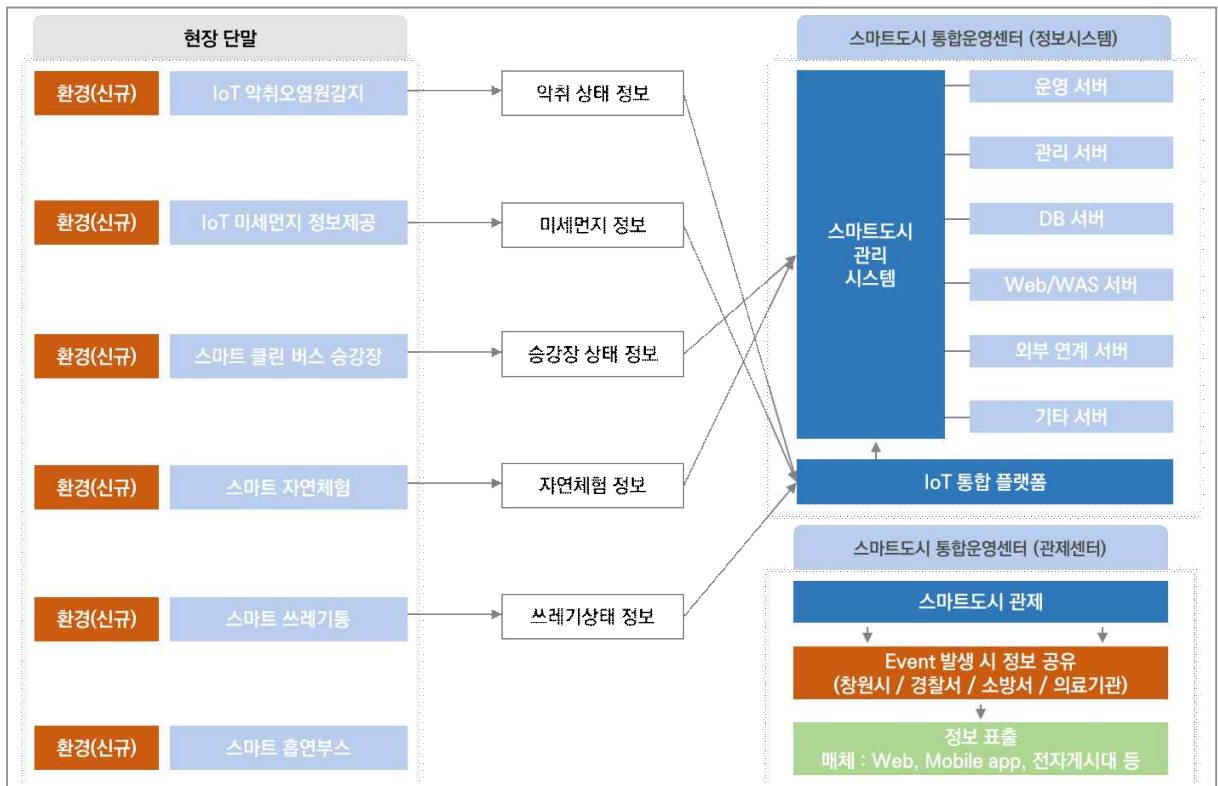 현장 단말
환경(신규)
IoT 악취오염원감지
악취 상태 정보
환경(신규)
IoT 미세먼지 정보제공
미세먼지 정보
환경(신규)
스마트 클린 버스 승강장
승강장 상태 정보
환경(신규)
스마트 자연체험
자연체험 정보
환경(신규)
스마트 쓰레기통
쓰레기상태 정보
환경(신규)
스마트 흡연부스
스마트도시 통합운영센터 (정보시스템)
스마트도시
관리
시스템
운영 서버
관리 서버
DB 서버
Web/WAS 서버
외부 연계 서버
기타 서버
IoT 통합 플랫폼
스마트도시 통합운영센터 (관제센터)
스마트도시 관제
Event 발생 시 정보 공유
(창원시 / 경찰서 / 소방서 / 의료기관)
정보 표출
매체 : Web, Mobile app, 전자게시대 등